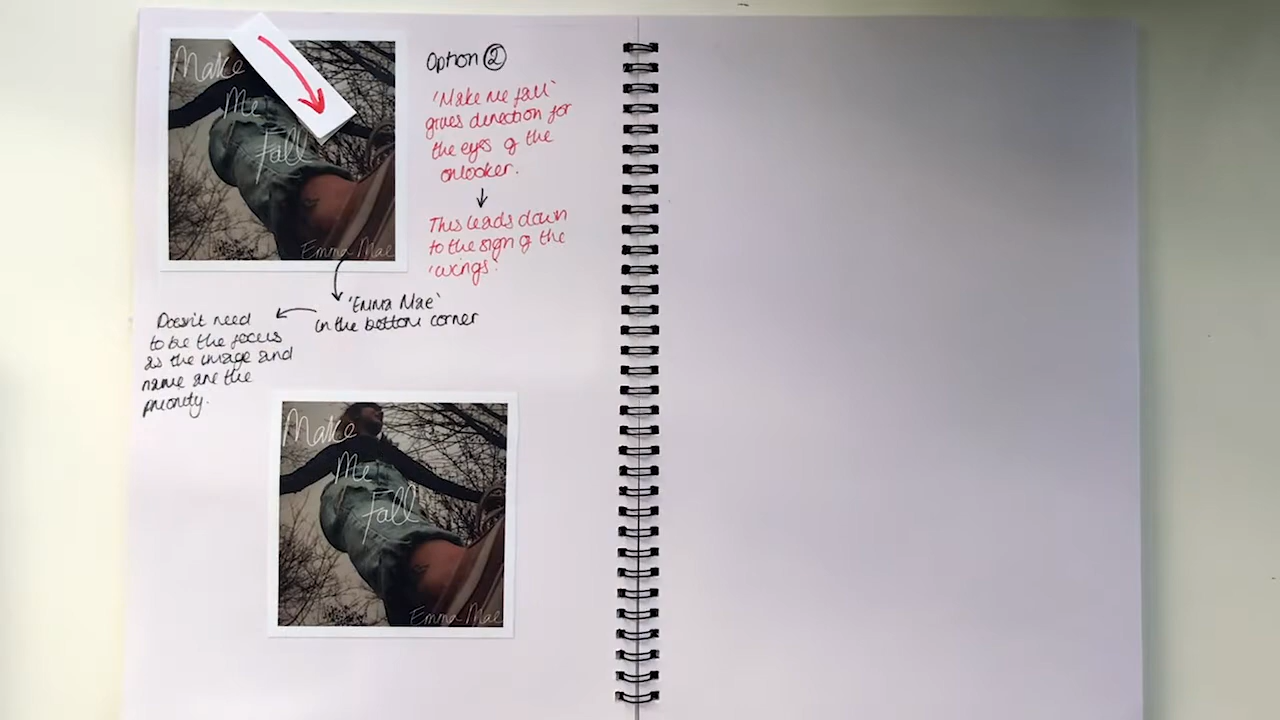 Make
Me
Fall
Emma Mae
Option ②
'Make me fall'
gives direction for
the eyes of the
onlooker.
This leads down
to the sign of the
'wings'.
'Emma Mae'
in the bottom corner
Doesn't need
to be the focus
as the image and
name are the
priority.
Make
Me
Fall
Emma Mae